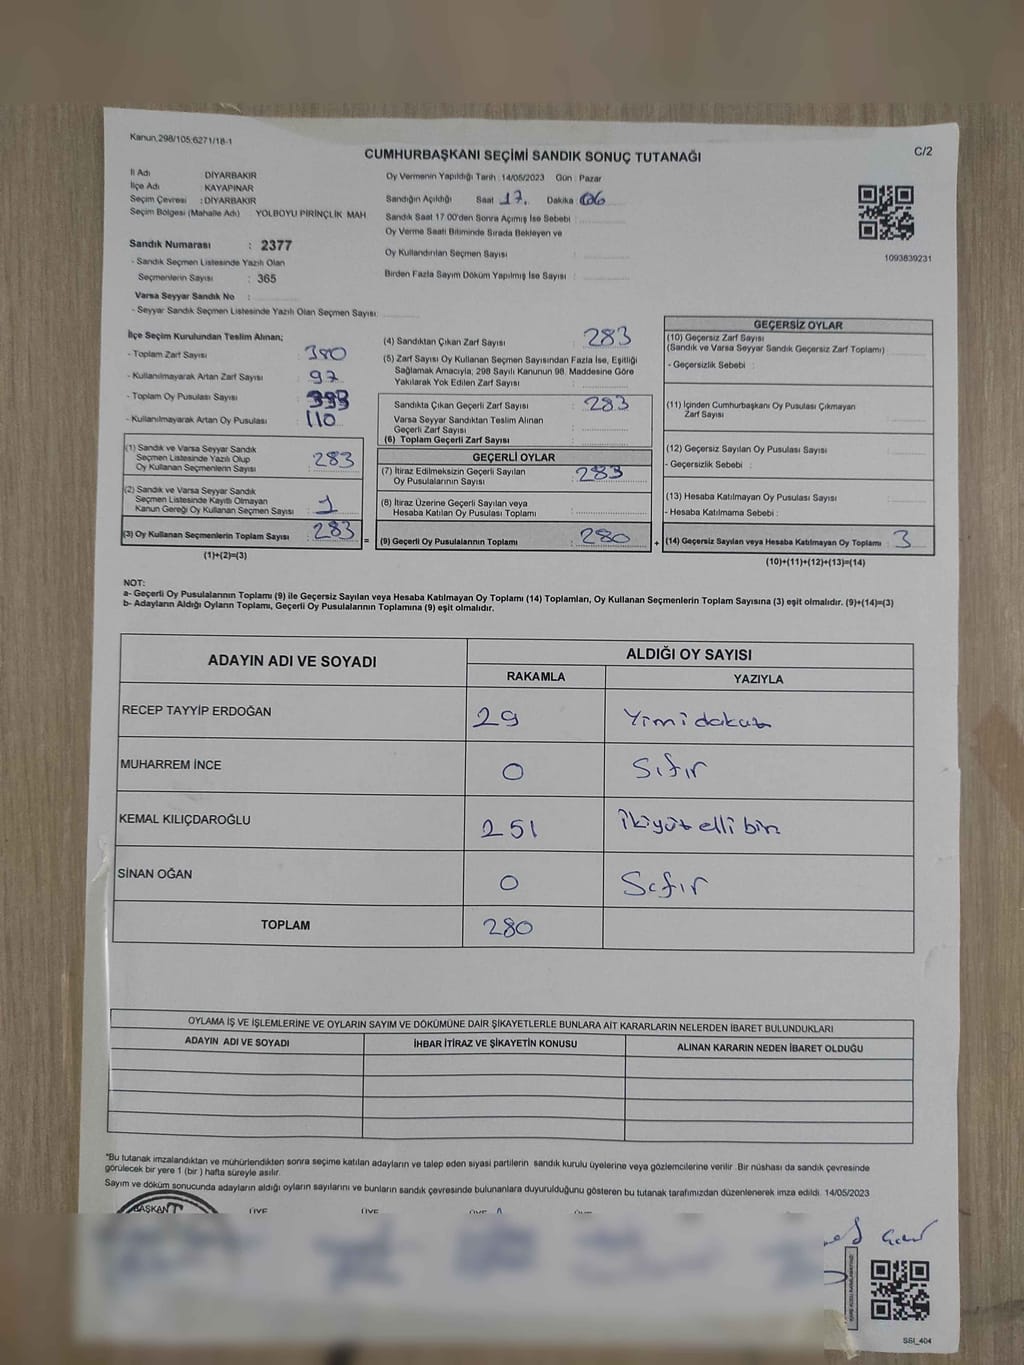 Kanun,298/105;6271/18-1
CUMHURBAŞKANI SEÇİMİ SANDIK SONUÇ TUTANAĞI
C/2
İl Adı DİYARBAKIR
İlçe Adı KAYAPINAR
Seçim Çevresi : DİYARBAKIR
Seçim Bölgesi (Mahalle Adı) YOLBOYU PİRİNÇLİK MAH
Sandık Numarası : 2377
- Sandık Seçmen Listesinde Yazılı Olan
Seçmenlerin Sayısı : 365
Varsa Seyyar Sandık No :
- Seyyar Sandık Seçmen Listesinde Yazılı Olan Seçmen Sayısı:
Oy Vermenin Yapıldığı Tarih : 14/05/2023 Gün : Pazar
Sandığın Açıldığı Saat 17. Dakika : 06
Sandık Saat 17.00'den Sonra Açımış İse Sebebi :
Oy Verme Saati Bitiminde Sırada Bekleyen ve
Oy Kullandırılan Seçmen Sayısı :
Birden Fazla Sayım Döküm Yapılmış İse Sayısı :
1093639231
İlçe Seçim Kurulundan Teslim Alınan;
- Toplam Zarf Sayısı : 380
- Kullanılmayarak Artan Zarf Sayısı : 97
- Toplam Oy Pusulası Sayısı : 393
- Kullanılmayarak Artan Oy Pusulası : 110
(1) Sandık ve Varsa Seyyar Sandık
Seçmen Listesinde Yazılı Olup
Oy Kullanan Seçmenlerin Sayısı : 283
(2) Sandık ve Varsa Seyyar Sandık
Seçmen Listesinde Kayıtlı Olmayan
Kanun Gereği Oy Kullanan Seçmen Sayısı : 1
(3) Oy Kullanan Seçmenlerin Toplam Sayısı : 283
(1)+(2)=(3)
(4) Sandıktan Çıkan Zarf Sayısı : 283
(5) Zarf Sayısı Oy Kullanan Seçmen Sayısından Fazla İse, Eşitliği
Sağlamak Amacıyla; 298 Sayılı Kanunun 98. Maddesine Göre
Yakılarak Yok Edilen Zarf Sayısı :
Sandıkta Çıkan Geçerli Zarf Sayısı : 283
Varsa Seyyar Sandıktan Teslim Alınan
Geçerli Zarf Sayısı :
(6) Toplam Geçerli Zarf Sayısı :
GEÇERLİ OYLAR
(7) İtiraz Edilmeksizin Geçerli Sayılan
Oy Pusulalarının Sayısı : 283
(8) İtiraz Üzerine Geçerli Sayılan veya
Hesaba Katılan Oy Pusulası Toplamı :
= (9) Geçerli Oy Pusulalarının Toplamı : 280 +
GEÇERSİZ OYLAR
(10) Geçersiz Zarf Sayısı
(Sandık ve Varsa Seyyar Sandık Geçersiz Zarf Toplamı) :
- Geçersizlik Sebebi :
(11) İçinden Cumhurbaşkanı Oy Pusulası Çıkmayan
Zarf Sayısı :
(12) Geçersiz Sayılan Oy Pusulası Sayısı :
- Geçersizlik Sebebi :
(13) Hesaba Katılmayan Oy Pusulası Sayısı :
- Hesaba Katılmama Sebebi :
(14) Geçersiz Sayılan veya Hesaba Katılmayan Oy Toplamı : 3
(10)+(11)+(12)+(13)=(14)
NOT:
a- Geçerli Oy Pusulalarının Toplamı (9) ile Geçersiz Sayılan veya Hesaba Katılmayan Oy Toplamı (14) Toplamları, Oy Kullanan Seçmenlerin Toplam Sayısına (3) eşit olmalıdır. (9)+(14)=(3)
b- Adayların Aldığı Oyların Toplamı, Geçerli Oy Pusulalarının Toplamına (9) eşit olmalıdır.
ADAYIN ADI VE SOYADI ALDIĞI OY SAYISI
RAKAMLA YAZIYLA
RECEP TAYYİP ERDOĞAN 29 Yimidokuz
MUHARREM İNCE 0 Sıfır
KEMAL KILIÇDAROĞLU 251 ikiyüz elli bir
SİNAN OĞAN 0 Sıfır
TOPLAM 280
OYLAMA İŞ VE İŞLEMLERİNE VE OYLARIN SAYIM VE DÖKÜMÜNE DAİR ŞİKAYETLERLE BUNLARA AİT KARARLARIN NELERDEN İBARET BULUNDUKLARI
ADAYIN ADI VE SOYADI İHBAR İTİRAZ VE ŞİKAYETİN KONUSU ALINAN KARARIN NEDEN İBARET OLDUĞU
*Bu tutanak imzalandıktan ve mühürlendikten sonra seçime katılan adayların ve talep eden siyasi partilerin sandık kurulu üyelerine veya gözlemcilerine verilir .Bir nüshası da sandık çevresinde
görülecek bir yere 1 (bir ) hafta süreyle asılır.
Sayım ve döküm sonucunda adayların aldığı oyların sayılarını ve bunların sandık çevresinde bulunanlara duyurulduğunu gösteren bu tutanak tarafımızdan düzenlenerek imza edildi. 14/05/2023
BAŞKAN ÜYE ÜYE ÜYE ÜYE
SSI_404